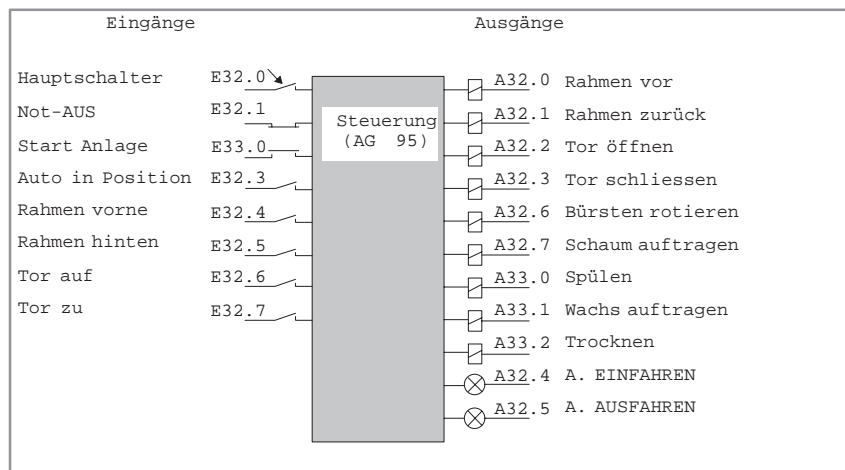 Eingänge Ausgänge
Hauptschalter E32.0 A32.0 Rahmen vor
Not-AUS E32.1 A32.1 Rahmen zurück
Steuerung
(AG 95)
Start Anlage E33.0 A32.2 Tor öffnen
Auto in Position E32.3 A32.3 Tor schliessen
Rahmen vorne E32.4 A32.6 Bürsten rotieren
Rahmen hinten E32.5 A32.7 Schaum auftragen
Tor auf E32.6 A33.0 Spülen
Tor zu E32.7 A33.1 Wachs auftragen
A33.2 Trocknen
A32.4 A. EINFAHREN
A32.5 A. AUSFAHREN